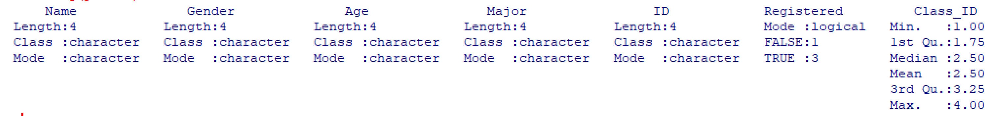 Name Gender Age Major ID Registered Class_ID
Length:4 Length:4 Length:4 Length:4 Length:4 Mode :logical Min. :1.00
Class :character Class :character Class :character Class :character Class :character FALSE:1 1st Qu.:1.75
Mode :character Mode :character Mode :character Mode :character Mode :character TRUE :3 Median :2.50
Mean :2.50
3rd Qu.:3.25
Max. :4.00